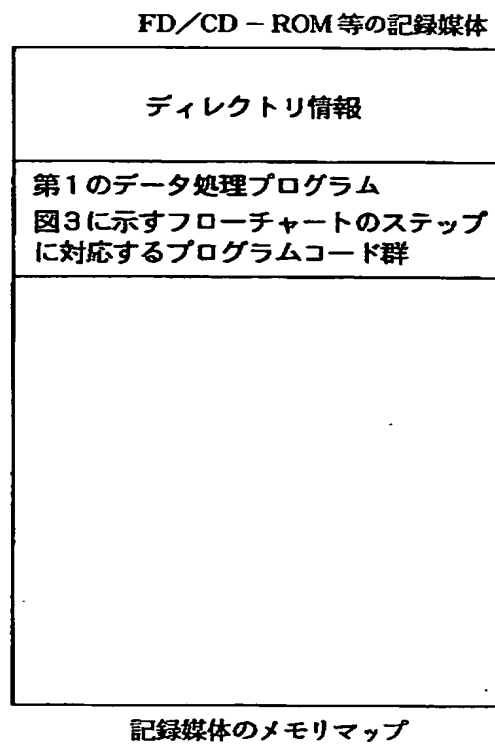 FD／CD－ROM等の記録媒体
ディレクトリ情報
第1のデータ処理プログラム
図3に示すフローチャートのステップ
に対応するプログラムコード群
記録媒体のメモリマップ